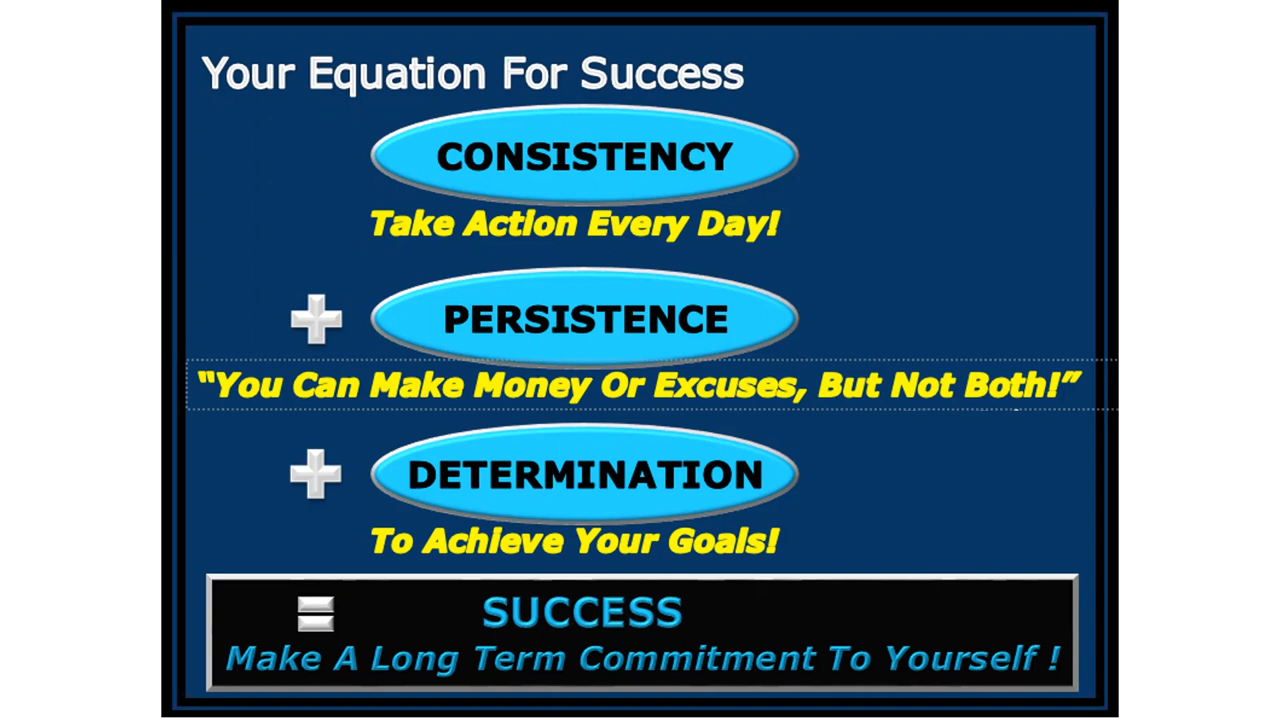 Your Equation For Success
CONSISTENCY
Take Action Every Day!
+ PERSISTENCE
“You Can Make Money Or Excuses, But Not Both!”
+ DETERMINATION
To Achieve Your Goals!
= SUCCESS
Make A Long Term Commitment To Yourself !